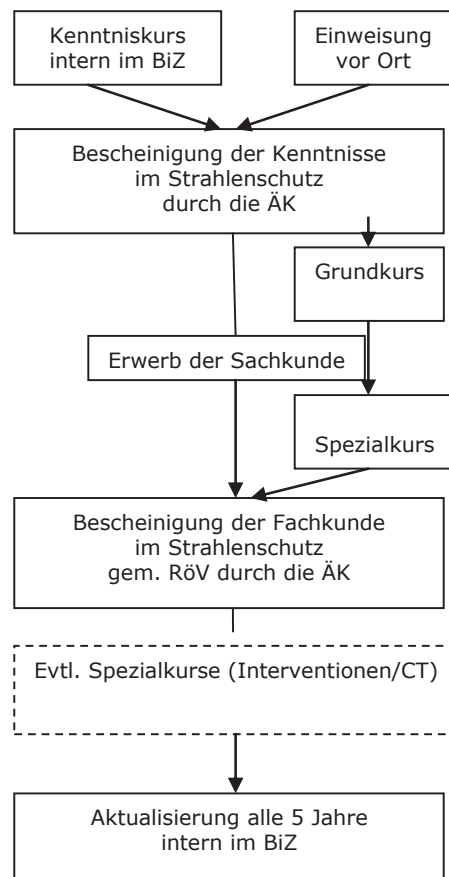 Kenntniskurs
intern im BiZ
Einweisung
vor Ort
Bescheinigung der Kenntnisse
im Strahlenschutz
durch die ÄK
Grundkurs
Erwerb der Sachkunde
Spezialkurs
Bescheinigung der Fachkunde
im Strahlenschutz
gem. RöV durch die ÄK
Evtl. Spezialkurse (Interventionen/CT)
Aktualisierung alle 5 Jahre
intern im BiZ